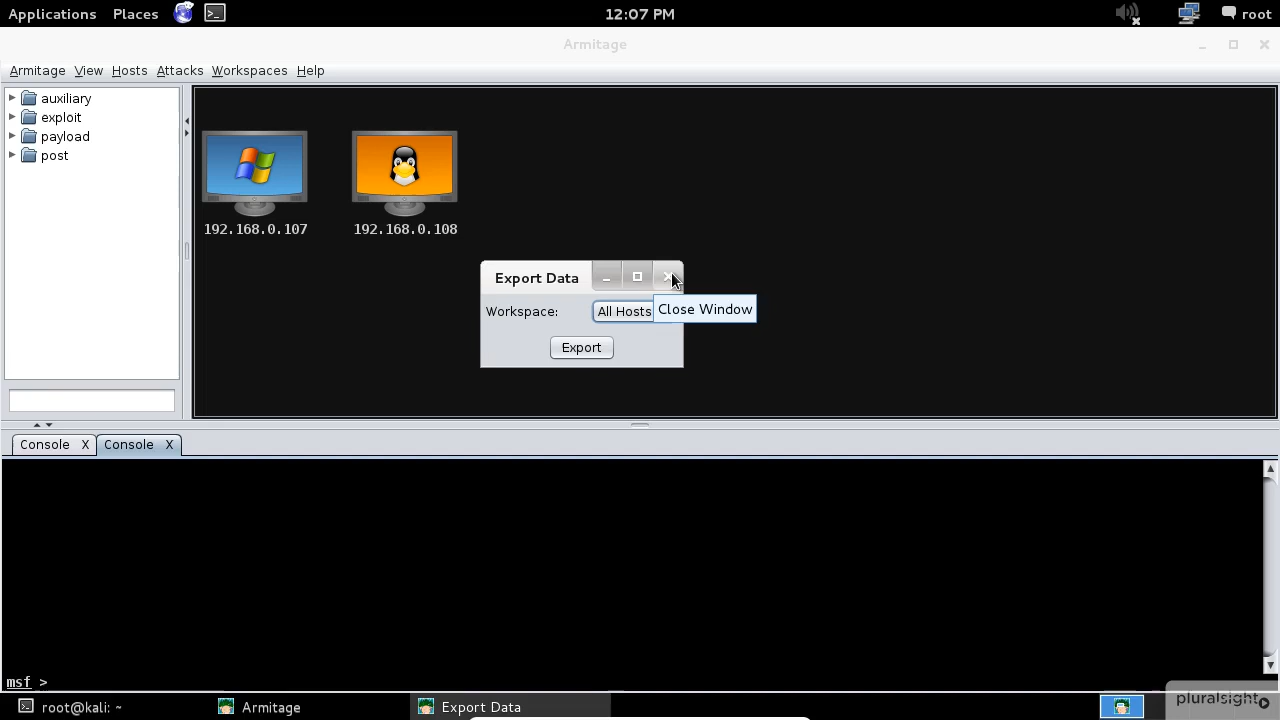 Applications Places 12:07 PM root
Armitage
Armitage View Hosts Attacks Workspaces Help
auxiliary
exploit
payload
post
192.168.0.107 192.168.0.108
Export Data
Workspace: All Hosts
Close Window
Export
Console X Console X
msf >
root@kali: ~ Armitage Export Data
pluralsight